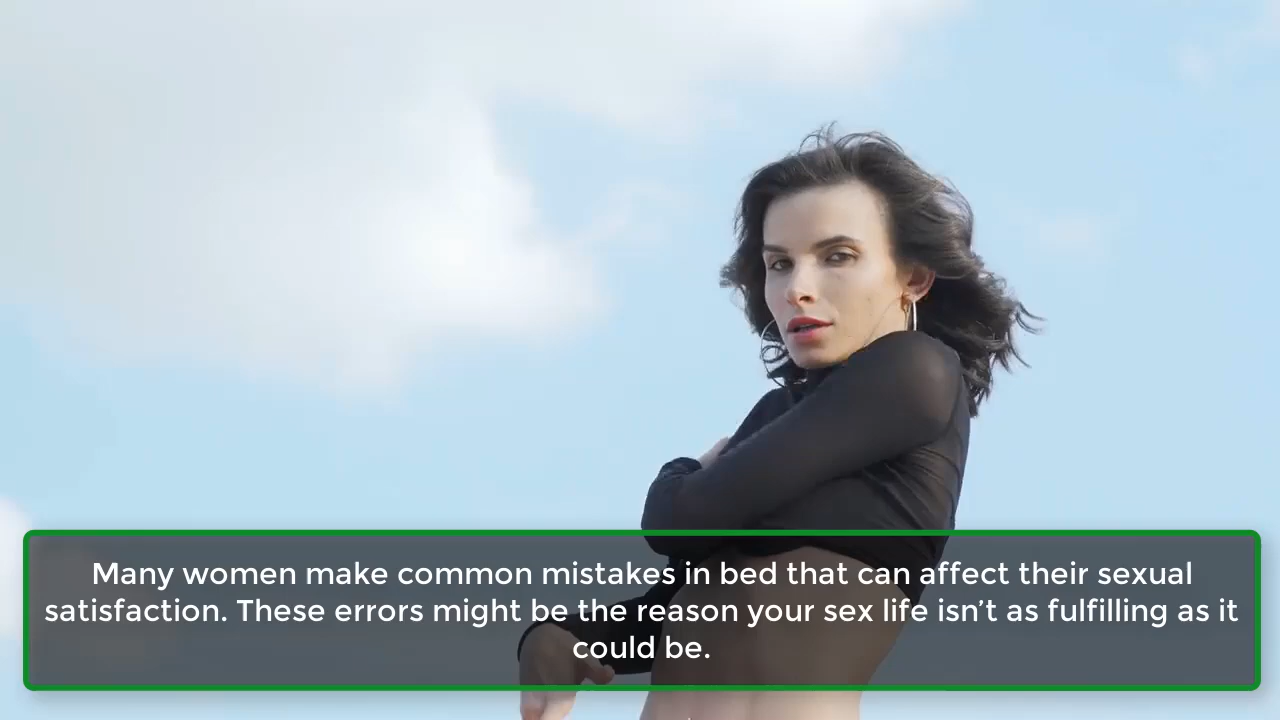 Many women make common mistakes in bed that can affect their sexual
satisfaction. These errors might be the reason your sex life isn’t as fulfilling as it
could be.